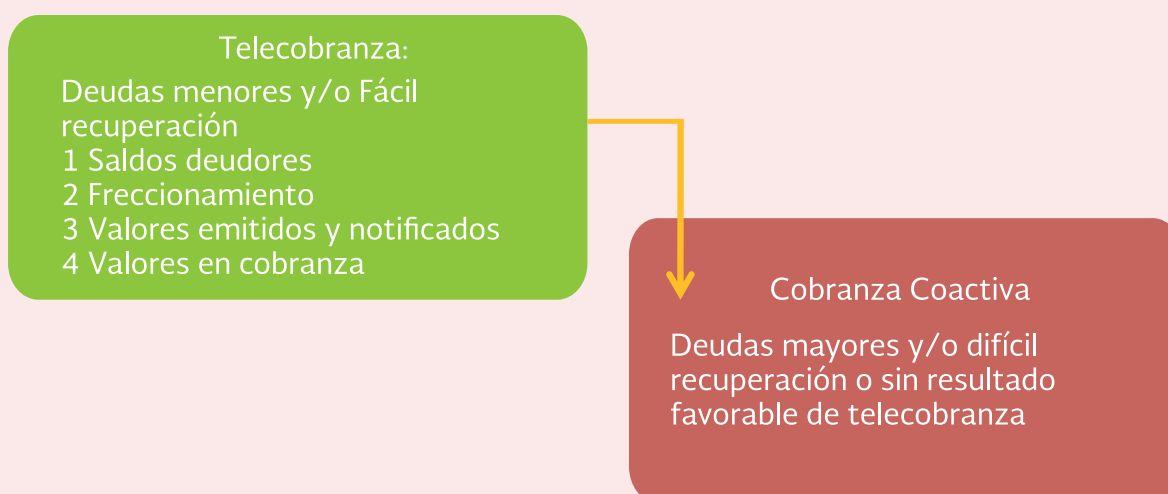 Telecobranza:
Deudas menores y/o Fácil
recuperación
1 Saldos deudores
2 Freccionamiento
3 Valores emitidos y notificados
4 Valores en cobranza
Cobranza Coactiva
Deudas mayores y/o difícil
recuperación o sin resultado
favorable de telecobranza